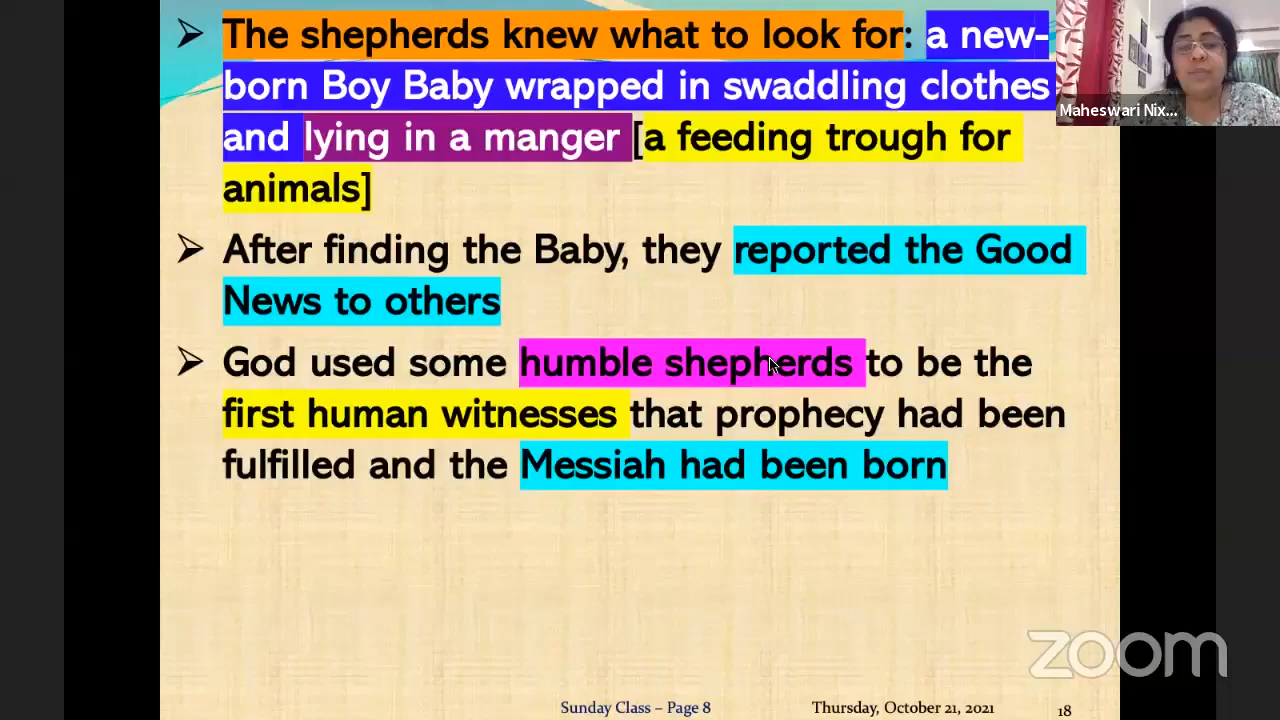 ➢ The shepherds knew what to look for: a new-
born Boy Baby wrapped in swaddling clothes
and lying in a manger [a feeding trough for
animals]
➢ After finding the Baby, they reported the Good
News to others
➢ God used some humble shepherds to be the
first human witnesses that prophecy had been
fulfilled and the Messiah had been born
Maheswari Nix...
zoom
Sunday Class – Page 8 Thursday, October 21, 2021 18